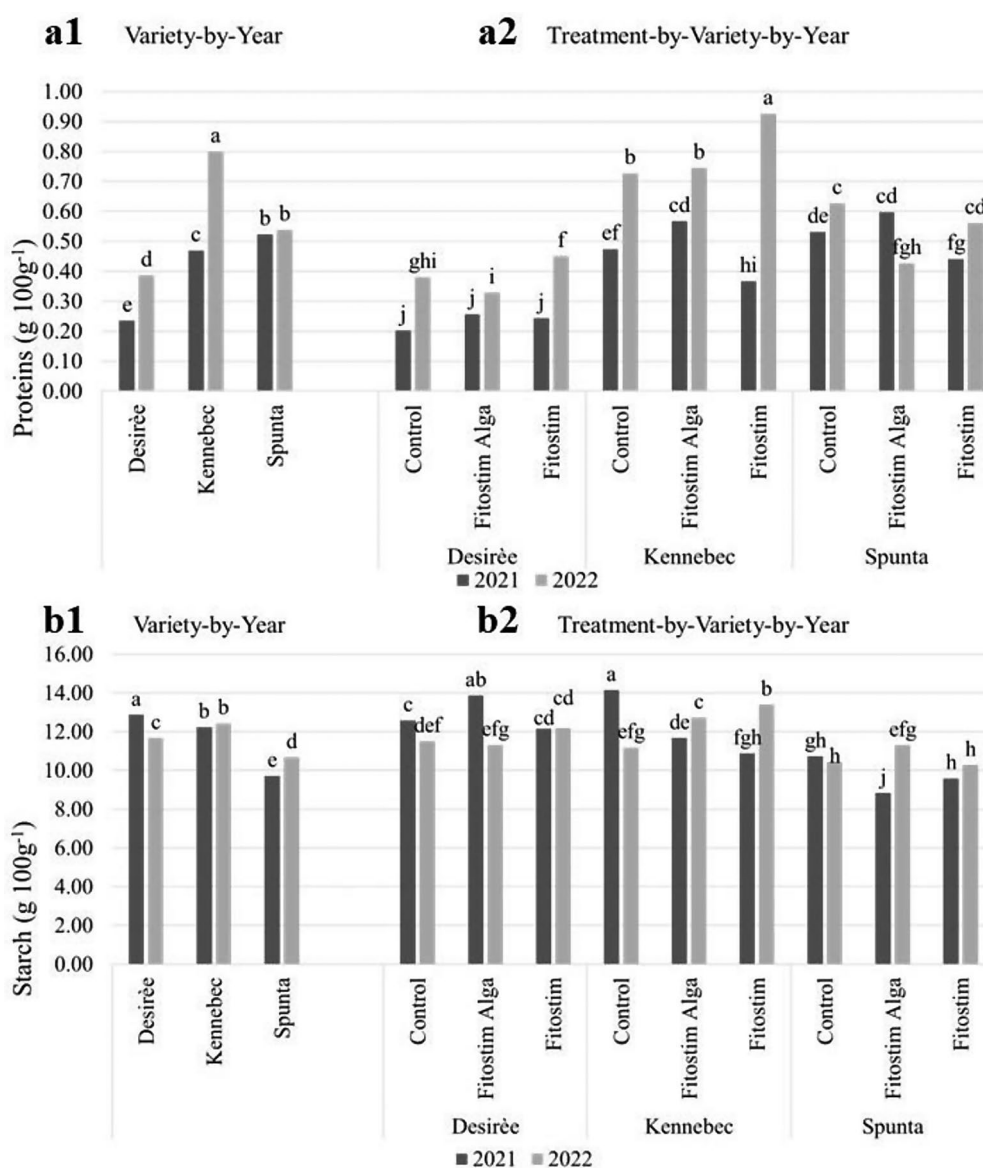 a1 Variety-by-Year a2 Treatment-by-Variety-by-Year
Proteins (g 100g-1)
1.00
0.90
0.80
0.70
0.60
0.50
0.40
0.30
0.20
0.10
0.00
e d c a b b
j ghi j i j f ef b cd b hi a de c cd fgh fg cd
Desirèe Kennebec Spunta
Control Fitostim Alga Fitostim Control Fitostim Alga Fitostim Control Fitostim Alga Fitostim
Desirèe Kennebec Spunta
2021 2022
b1 Variety-by-Year b2 Treatment-by-Variety-by-Year
Starch (g 100g-1)
16.00
14.00
12.00
10.00
8.00
6.00
4.00
2.00
0.00
a c b b e d
c def ab efg cd cd a efg de c fgh b gh h j efg h h
Desirèe Kennebec Spunta
Control Fitostim Alga Fitostim Control Fitostim Alga Fitostim Control Fitostim Alga Fitostim
Desirèe Kennebec Spunta
2021 2022